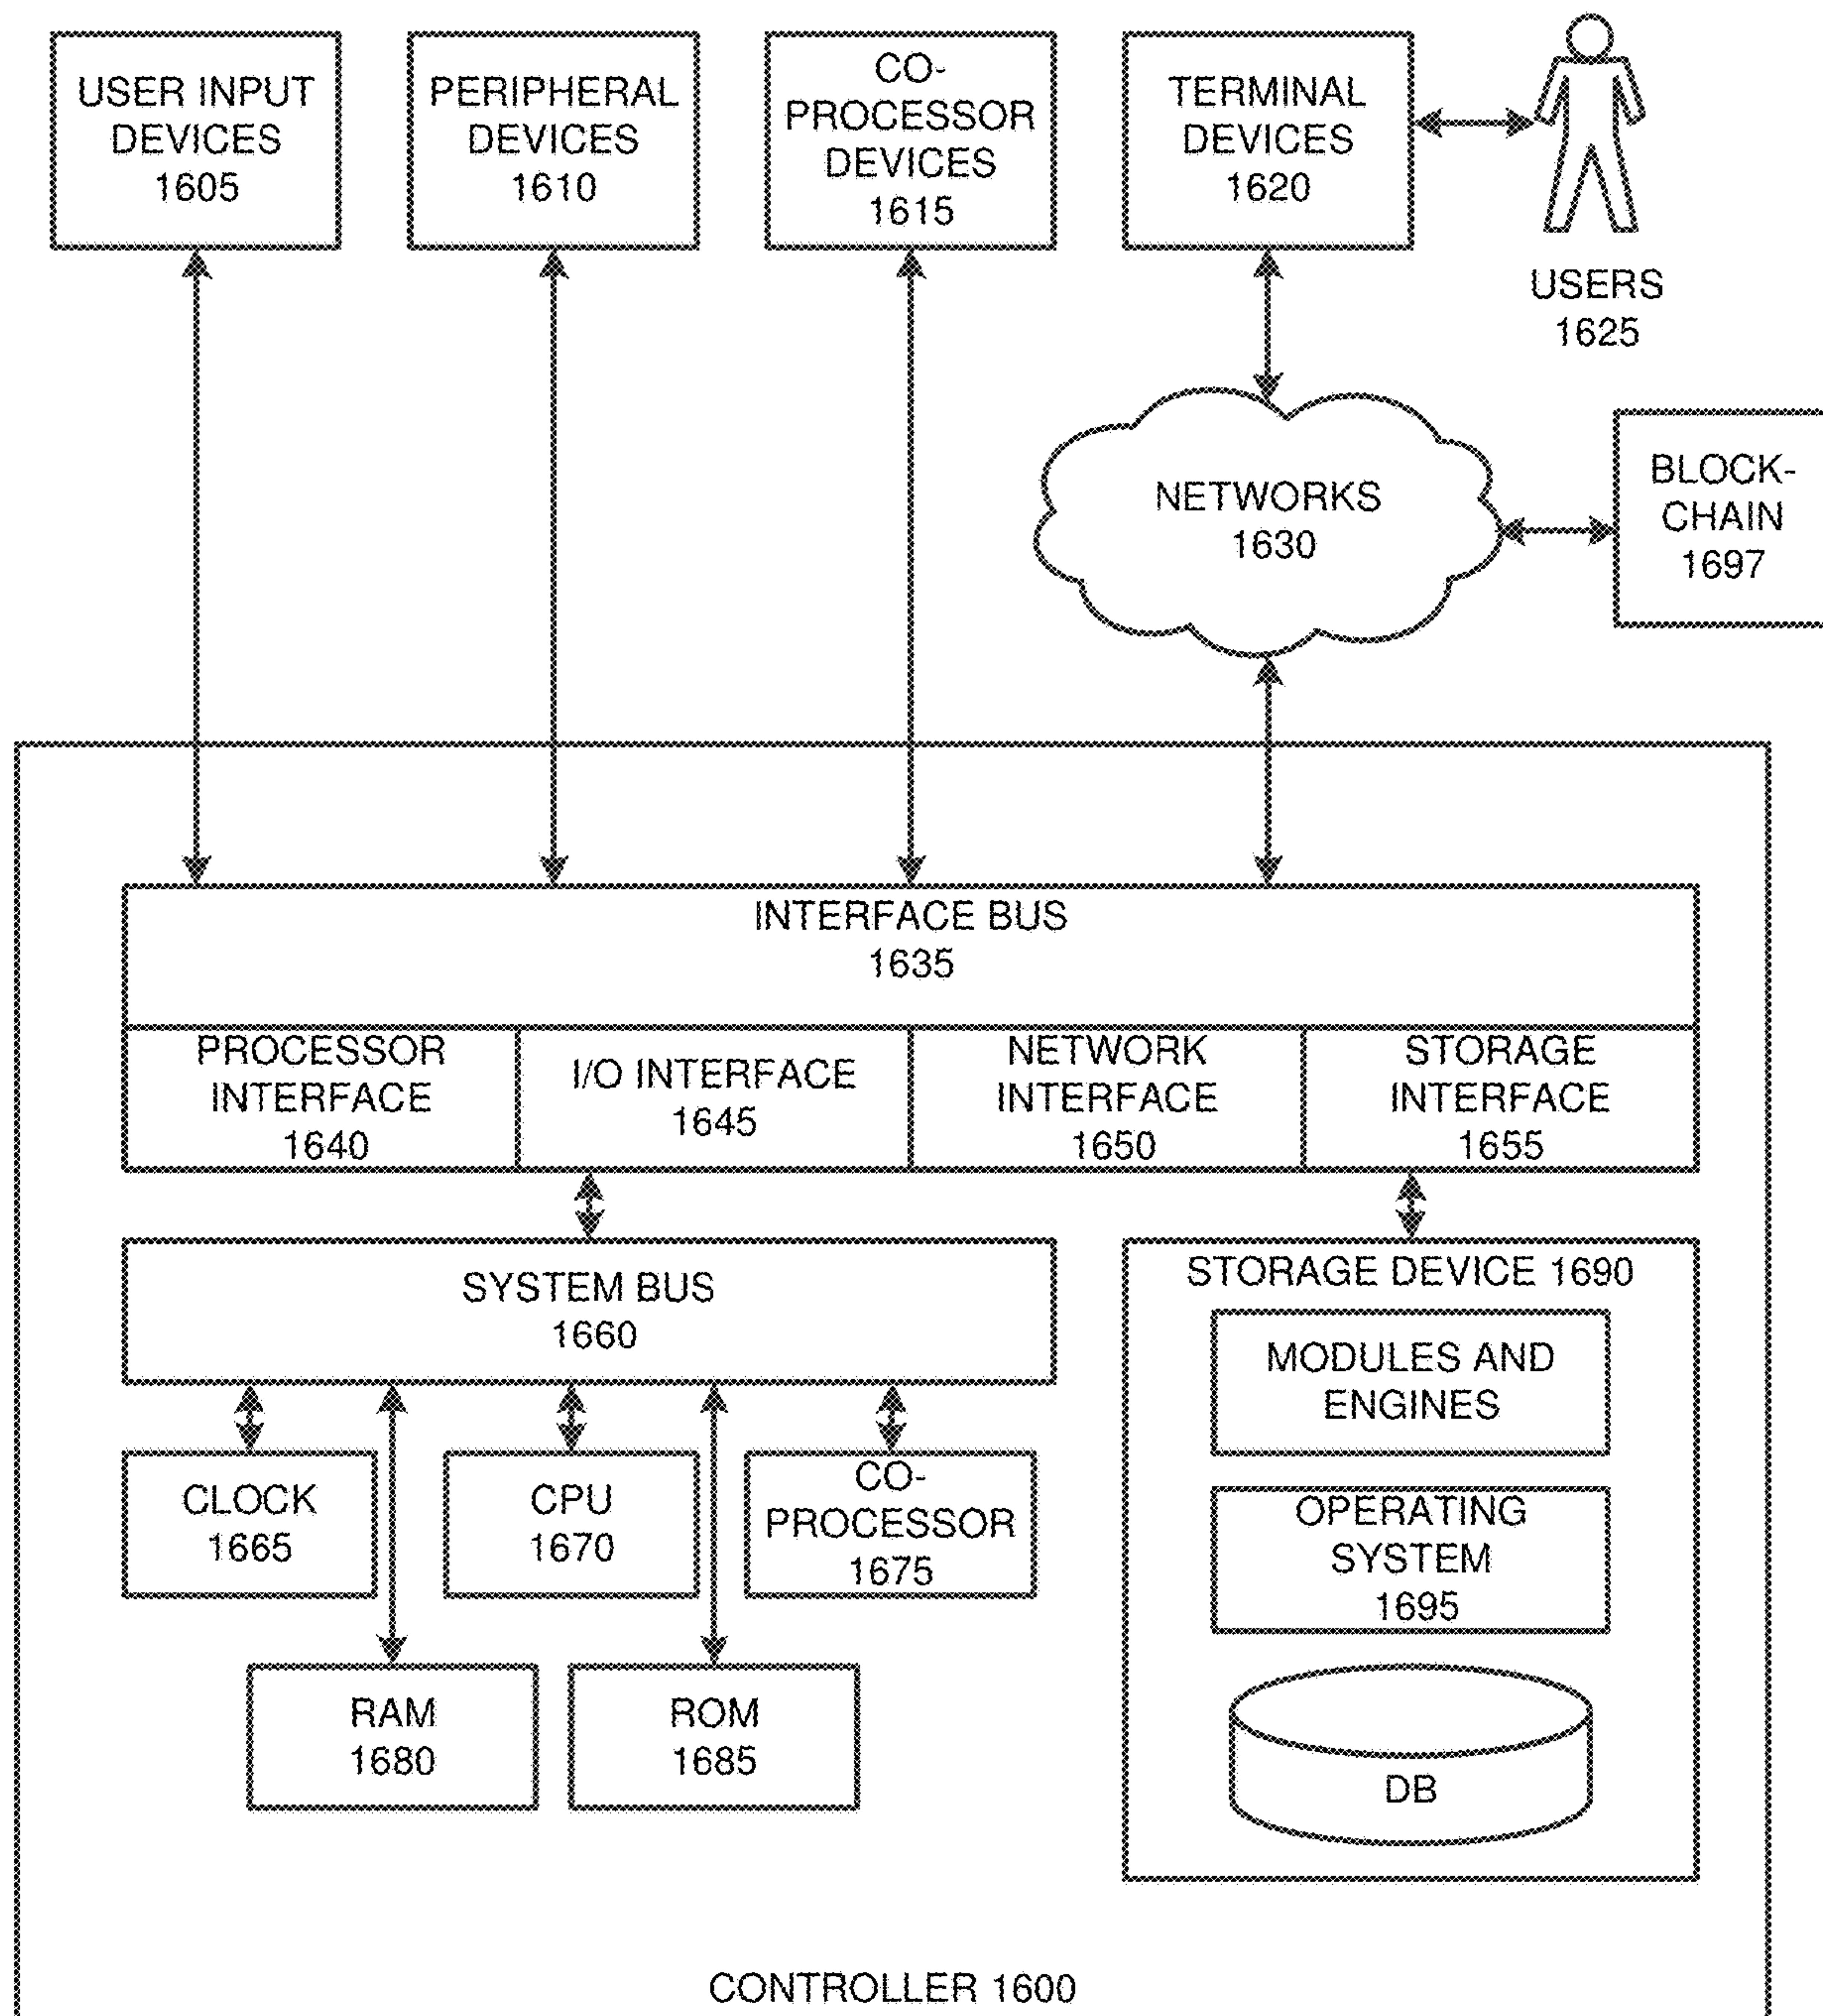 USER INPUT
DEVICES
1605
PERIPHERAL
DEVICES
1610
CO-
PROCESSOR
DEVICES
1615
TERMINAL
DEVICES
1620
USERS
1625
NETWORKS
1630
BLOCK-
CHAIN
1697
INTERFACE BUS
1635
PROCESSOR
INTERFACE
1640
I/O INTERFACE
1645
NETWORK
INTERFACE
1650
STORAGE
INTERFACE
1655
SYSTEM BUS
1660
CLOCK
1665
CPU
1670
CO-
PROCESSOR
1675
RAM
1680
ROM
1685
STORAGE DEVICE 1690
MODULES AND
ENGINES
OPERATING
SYSTEM
1695
DB
CONTROLLER 1600